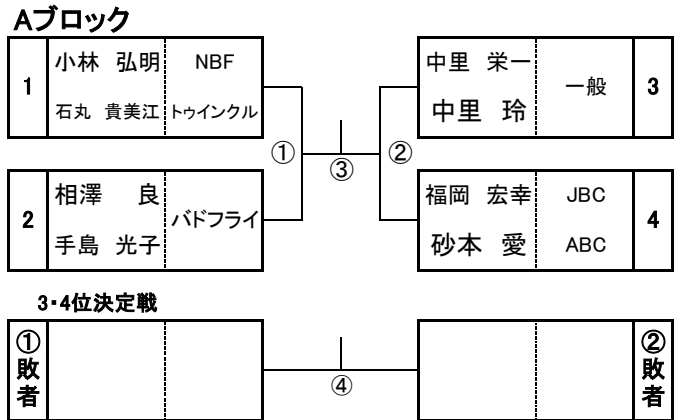 Aブロック
1
小林 弘明 NBF
石丸 貴美江 トゥインクル
中里 栄一
中里 玲
一般
3
①
③
②
2
相澤 良
手島 光子
バドフライ
福岡 宏幸 JBC
砂本 愛 ABC
4
3・4位決定戦
①敗者
④
②敗者